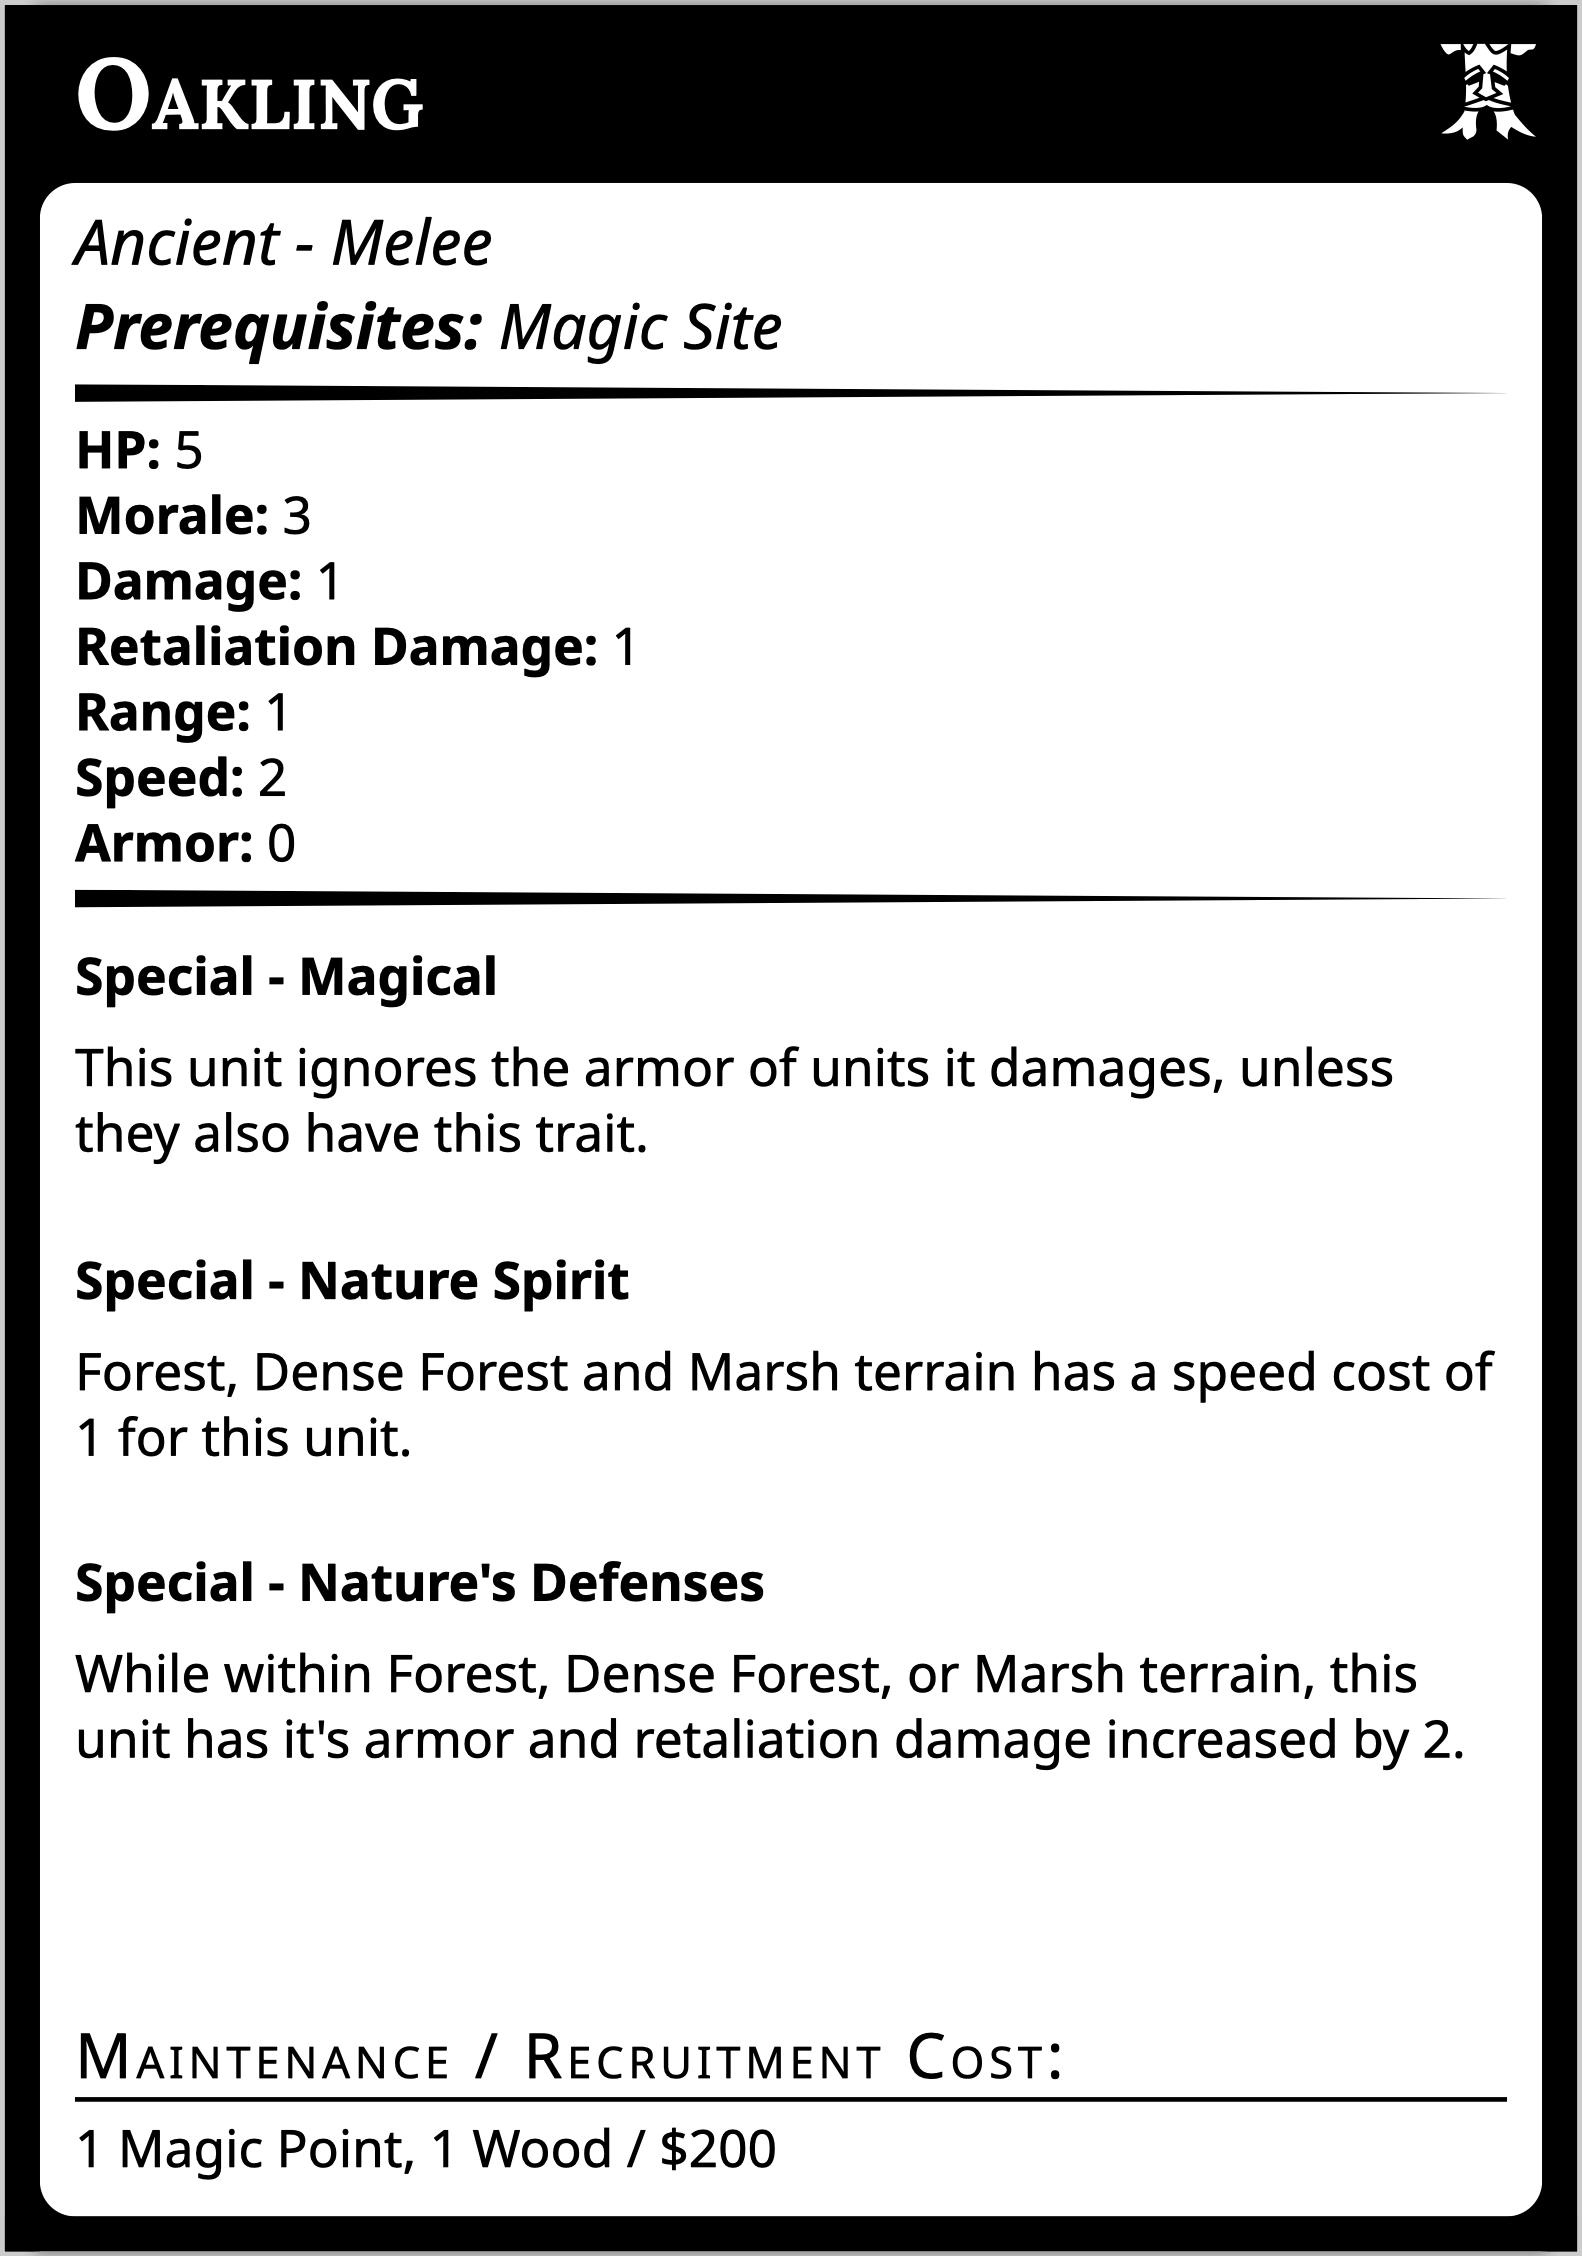 Oakling
Ancient - Melee
Prerequisites: Magic Site
HP: 5
Morale: 3
Damage: 1
Retaliation Damage: 1
Range: 1
Speed: 2
Armor: 0
Special - Magical
This unit ignores the armor of units it damages, unless
they also have this trait.
Special - Nature Spirit
Forest, Dense Forest and Marsh terrain has a speed cost of
1 for this unit.
Special - Nature's Defenses
While within Forest, Dense Forest, or Marsh terrain, this
unit has it's armor and retaliation damage increased by 2.
Maintenance / Recruitment Cost:
1 Magic Point, 1 Wood / $200